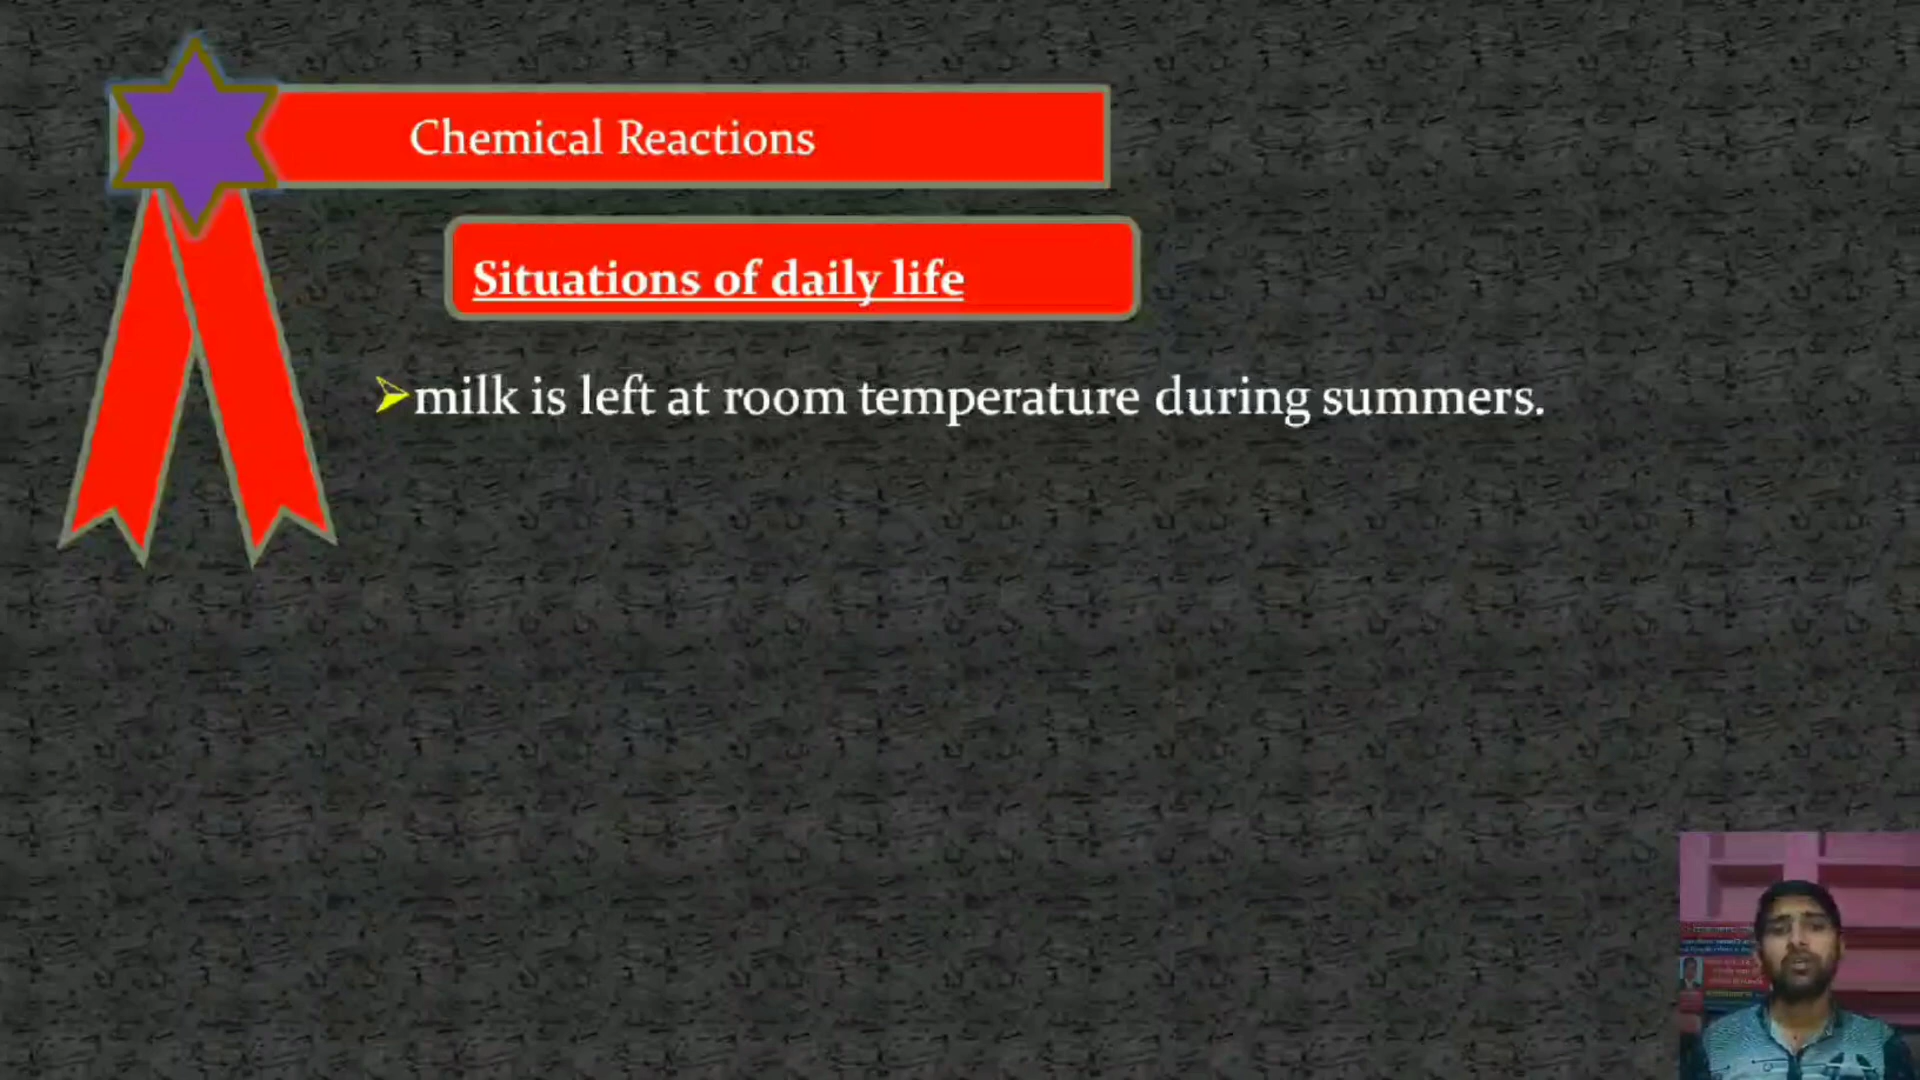 Chemical Reactions
Situations of daily life
milk is left at room temperature during summers.